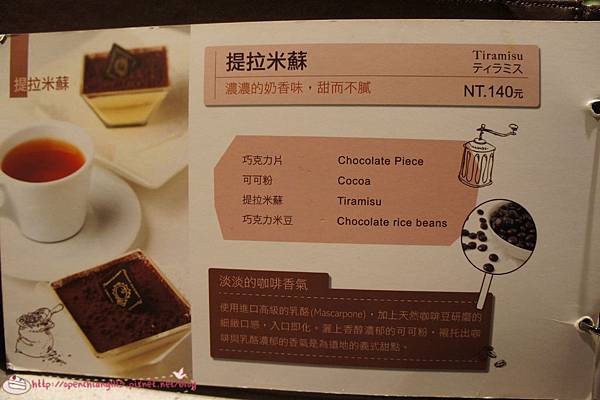 提拉米蘇
提拉米蘇
Tiramisu
ティラミス
濃濃的奶香味，甜而不膩
NT.140元
巧克力片 Chocolate Piece
可可粉 Cocoa
提拉米蘇 Tiramisu
巧克力米豆 Chocolate rice beans
淡淡的咖啡香氣
使用進口高級的乳酪(Mascarpone)，加上天然咖啡豆研磨的
細緻口感，入口即化。灑上香醇濃郁的可可粉，襯托出咖
啡與乳酪濃郁的香氣是為道地的義式甜點。